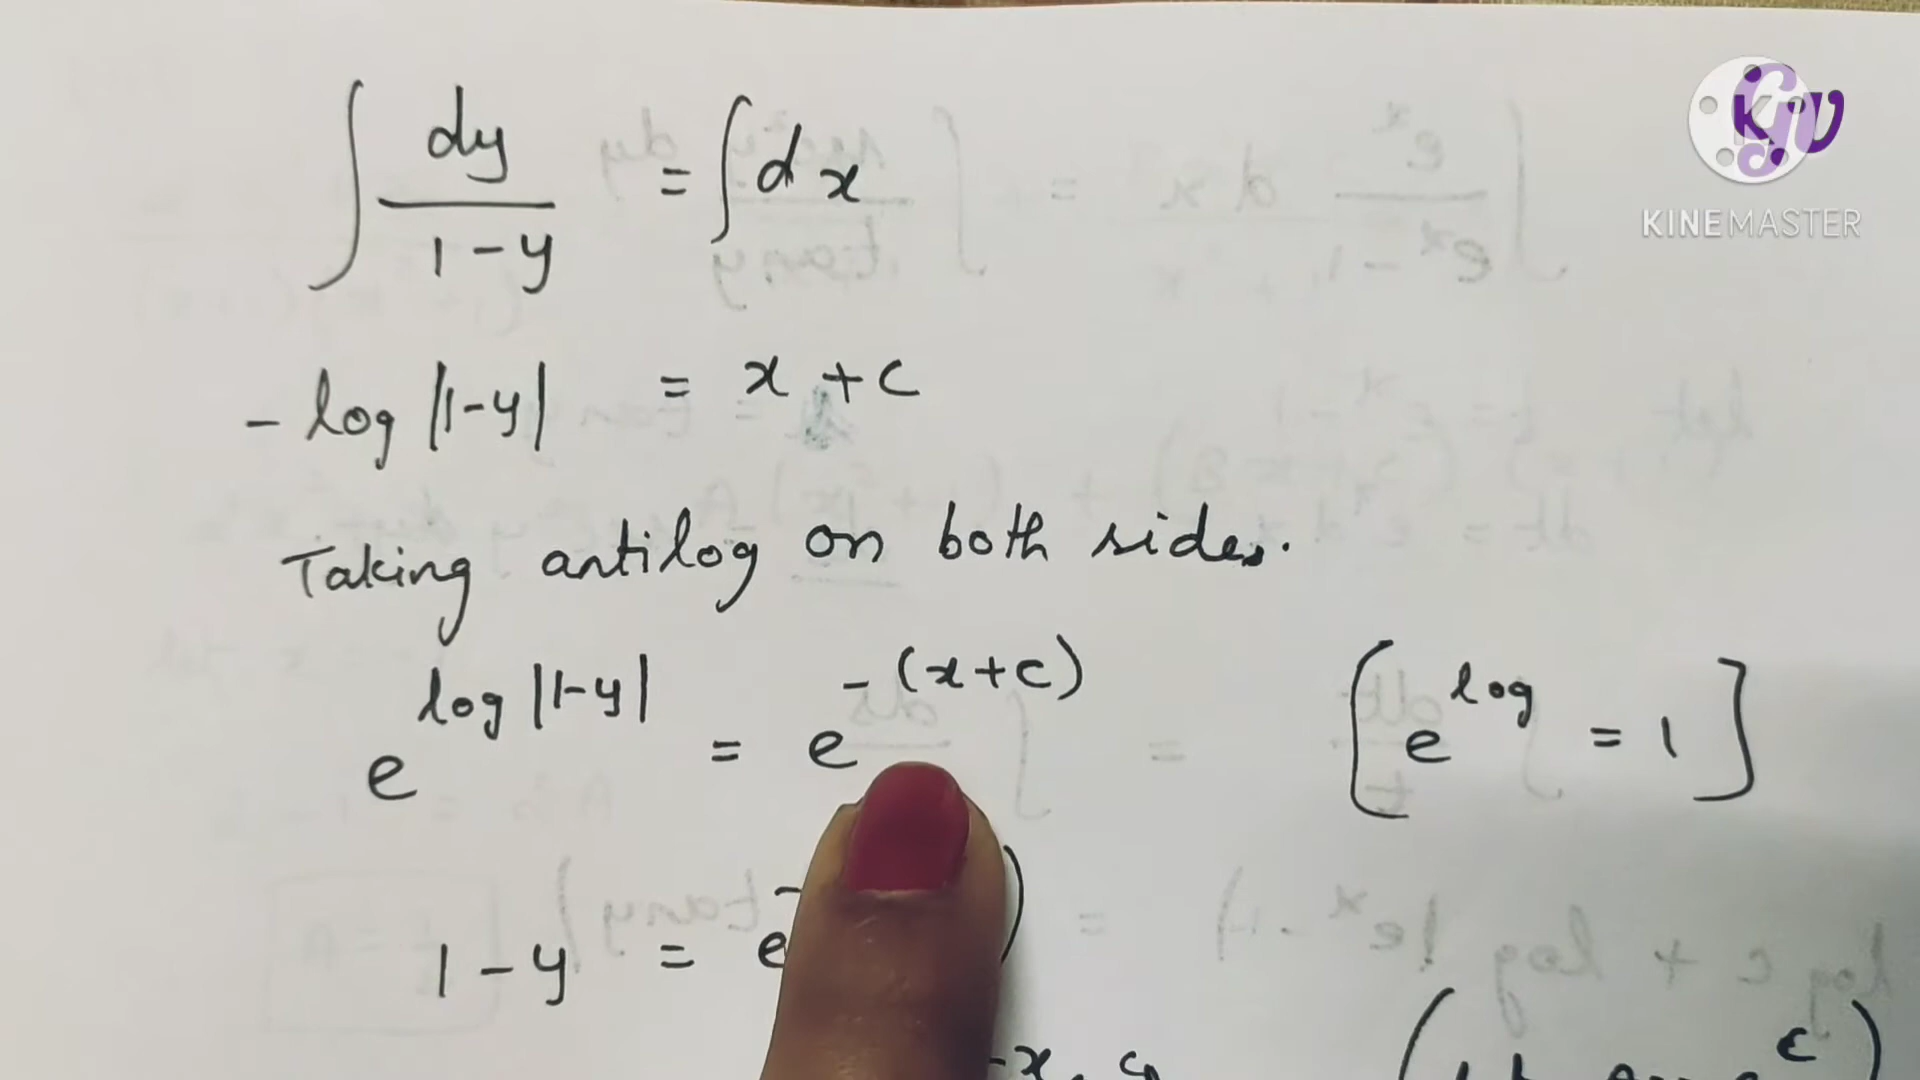 ∫ dy / 1-y = ∫ dx
- log |1-y| = x + c
Taking antilog on both sides.
e^{log |1-y|} = e^{-(x+c)} [e^{log} = 1]
1 - y = e
KINEMASTER